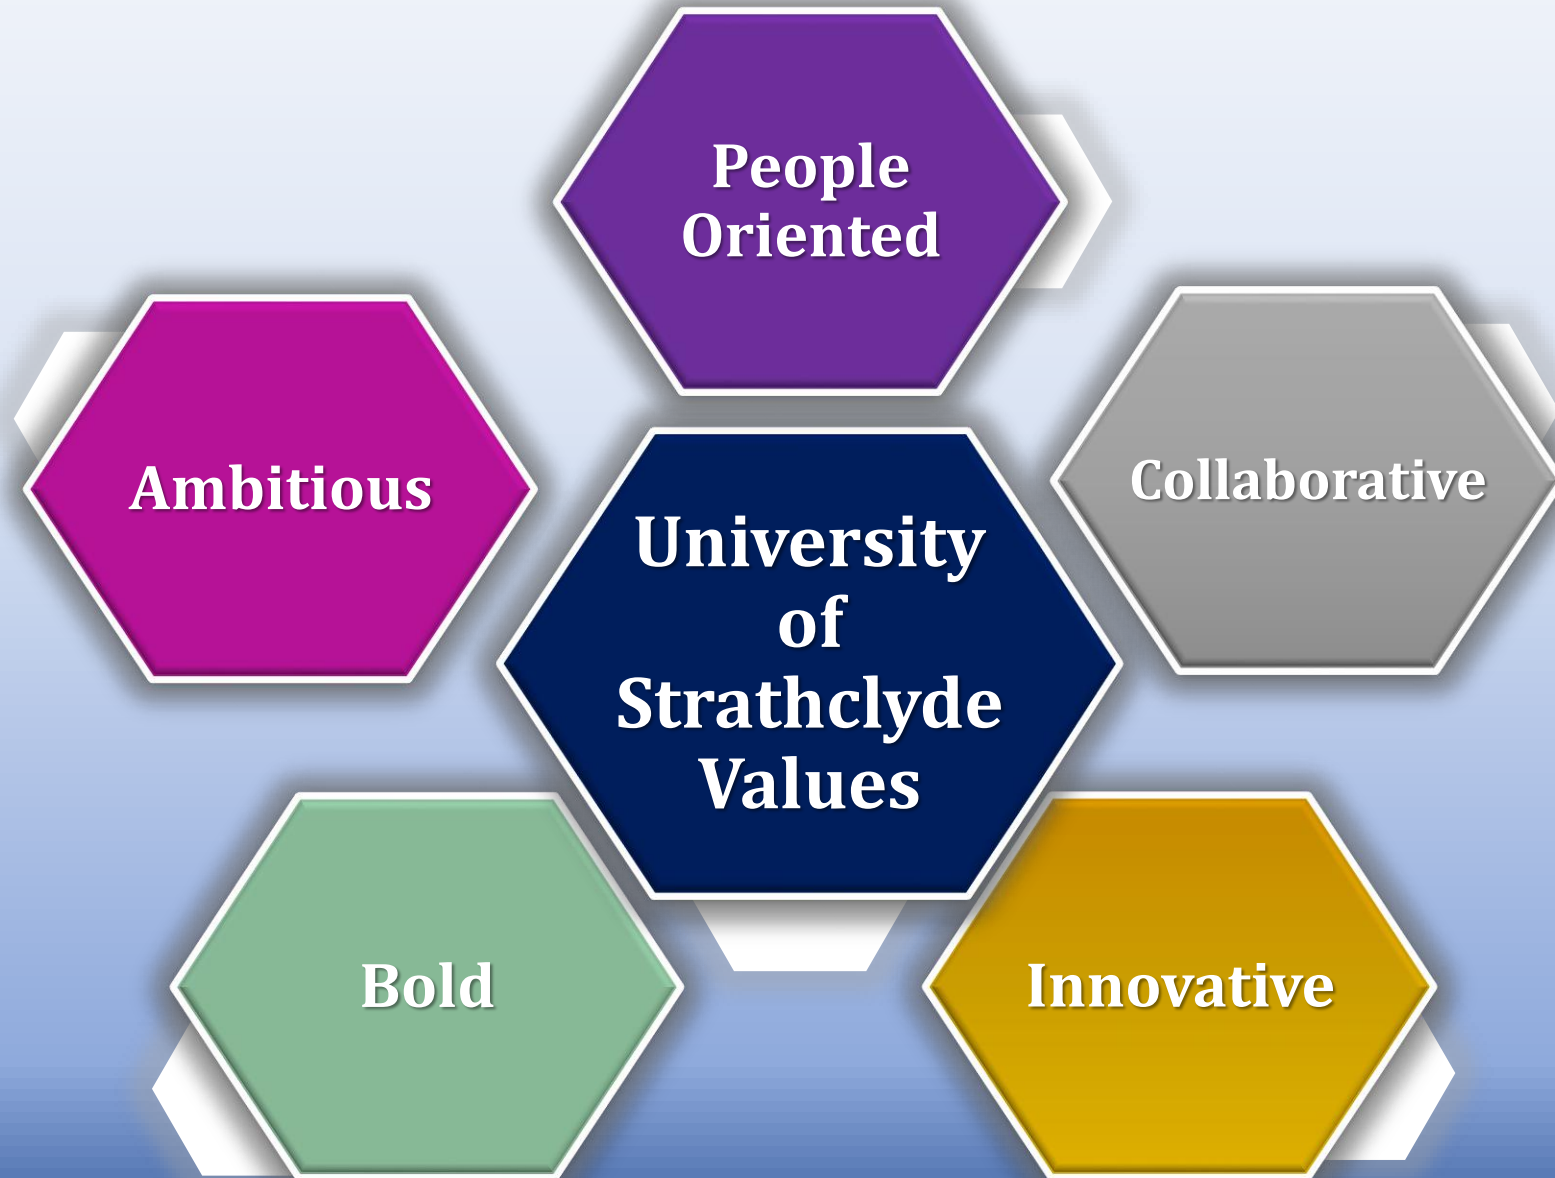 People
Oriented
Ambitious
Collaborative
University
of
Strathclyde
Values
Bold
Innovative